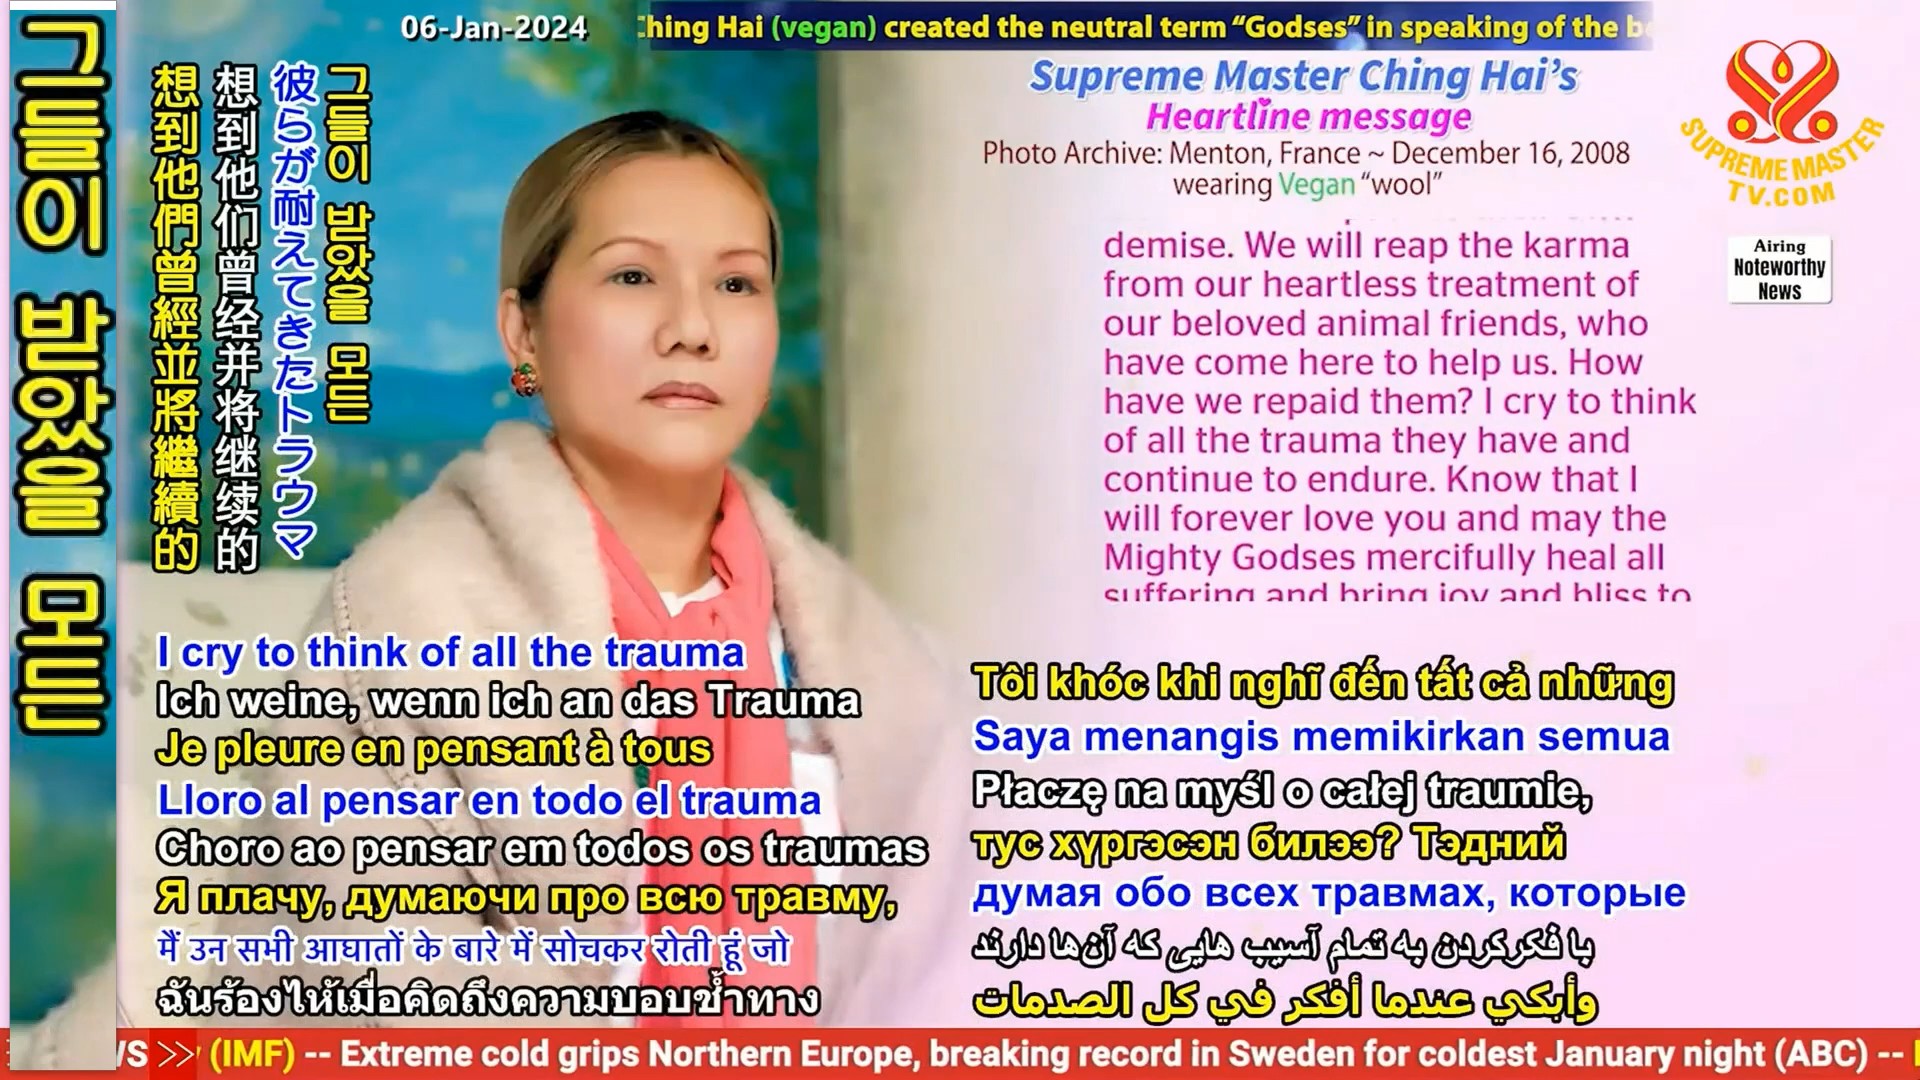 06-Jan-2024
Ching Hai (vegan) created the neutral term “Godses” in speaking of the
Supreme Master Ching Hai’s
Heartline message
Photo Archive: Menton, France ~ December 16, 2008
wearing Vegan “wool”
SUPREME MASTER
TV.COM
Airing
Noteworthy
News
그들이 받았을 모든
想到他們曾經並將繼續的
想到他们曾经并将继续的
彼らが耐えてきたトラウマ
그들이 받았을 모든
demise. We will reap the karma
from our heartless treatment of
our beloved animal friends, who
have come here to help us. How
have we repaid them? I cry to think
of all the trauma they have and
continue to endure. Know that I
will forever love you and may the
Mighty Godses mercifully heal all
suffering and bring joy and bliss to
I cry to think of all the trauma
Ich weine, wenn ich an das Trauma
Je pleure en pensant à tous
Lloro al pensar en todo el trauma
Choro ao pensar em todos os traumas
Я плачу, думаючи про всю травму,
मैं उन सभी आघातों के बारे में सोचकर रोती हूं जो
ฉันร้องไห้เมื่อคิดถึงความบอบช้ำทาง
Tôi khóc khi nghĩ đến tất cả những
Saya menangis memikirkan semua
Płaczę na myśl o całej traumie,
тус хүргэсэн билээ? Тэдний
думая обо всех травмах, которые
با فکرکردن به تمام آسیب هایی که آن‌ها دارند
وأبكي عندما أفكر في كل الصدمات
>> (IMF) -- Extreme cold grips Northern Europe, breaking record in Sweden for coldest January night (ABC) --